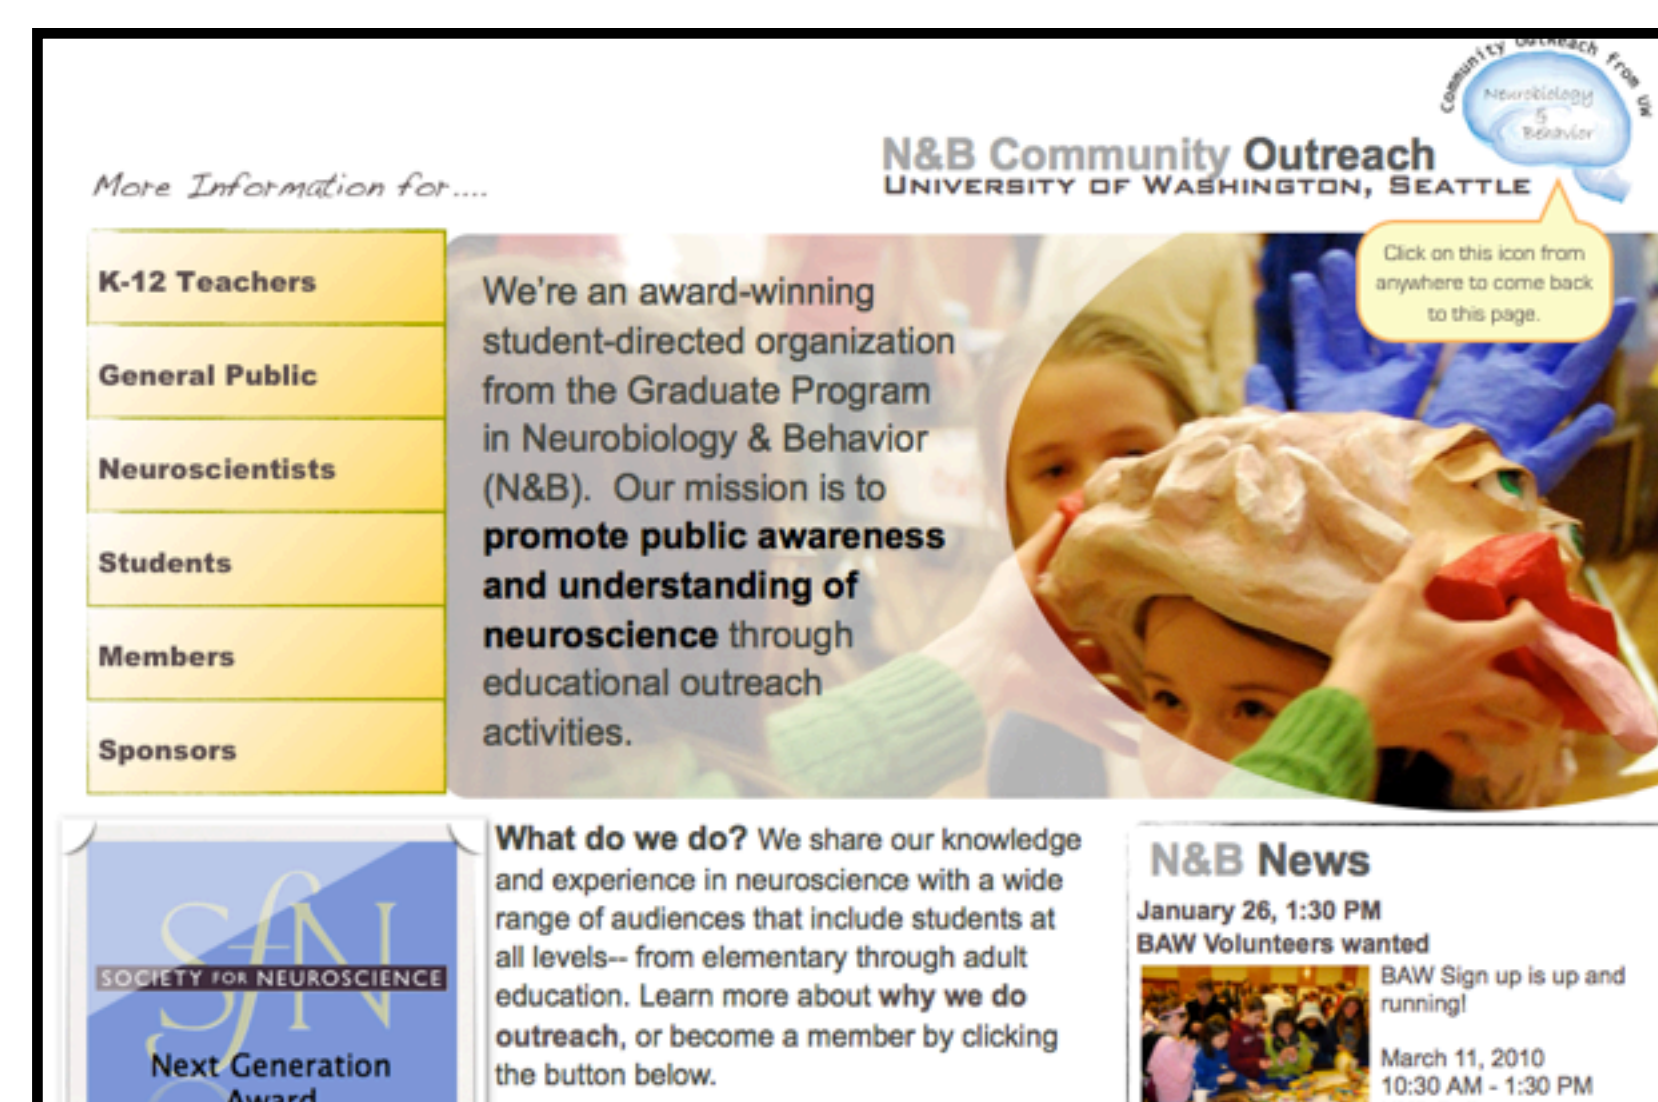 Community Outreach from UW
Neurobiology
&
Behavior
N&B Community Outreach
UNIVERSITY OF WASHINGTON, SEATTLE
More Information for....
Click on this icon from
anywhere to come back
to this page.
K-12 Teachers
General Public
Neuroscientists
Students
Members
Sponsors
We're an award-winning
student-directed organization
from the Graduate Program
in Neurobiology & Behavior
(N&B).  Our mission is to
promote public awareness
and understanding of
neuroscience through
educational outreach
activities.
SfN
SOCIETY FOR NEUROSCIENCE
Next Generation
Award
What do we do? We share our knowledge
and experience in neuroscience with a wide
range of audiences that include students at
all levels-- from elementary through adult
education. Learn more about why we do
outreach, or become a member by clicking
the button below.
N&B News
January 26, 1:30 PM
BAW Volunteers wanted
BAW Sign up is up and
running!
March 11, 2010
10:30 AM - 1:30 PM